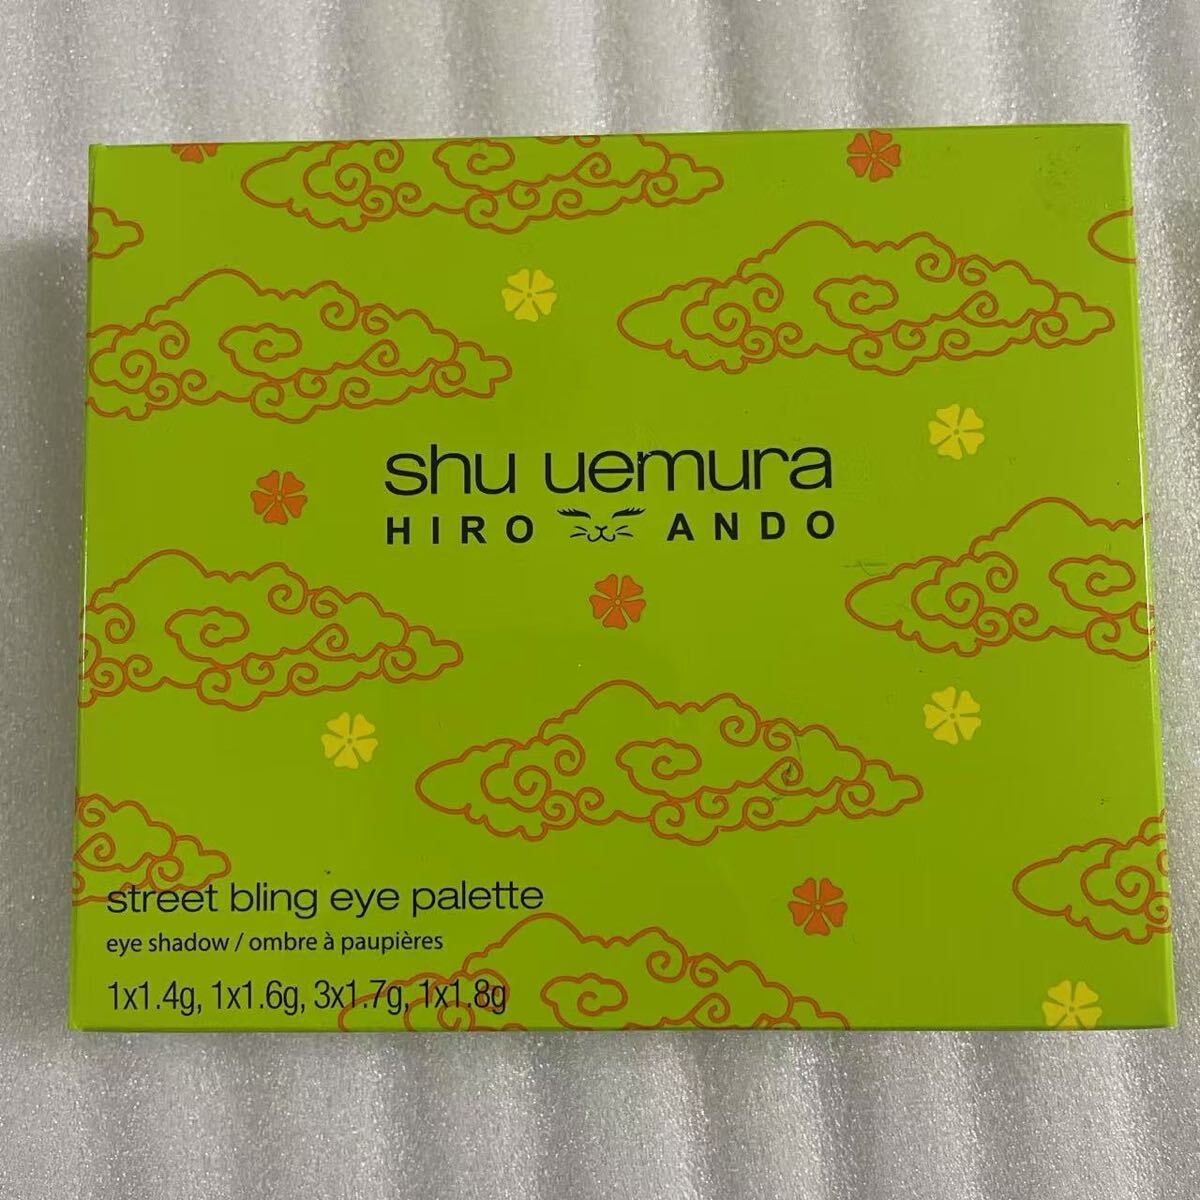 shu uemura
HIRO ANDO
street bling eye palette
eye shadow / ombre à paupières
1x1.4g, 1x1.6g, 3x1.7g, 1x1.8g